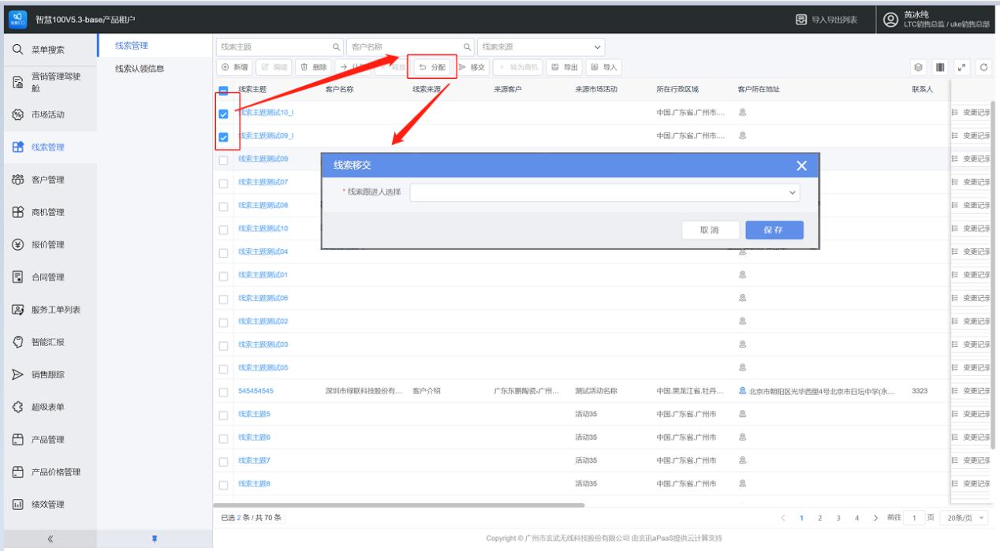 智慧100V5.3-base产品租户
导入导出列表
黄冰纯
LTC销售总监 / uke销售总部
菜单搜索
营销管理驾驶
舱
市场活动
线索管理
客户管理
商机管理
报价管理
合同管理
服务工单列表
智能汇报
销售跟踪
超级表单
产品管理
产品价格管理
绩效管理
线索管理
线索认领信息
线索主题 客户名称 线索来源
新增 编辑 删除 释放 分配 移交 转为商机 导出 导入
线索主题 客户名称 线索来源 来源客户 来源市场活动 所在行政区域 客户所在地址 联系人
线索主题测试10_I 中国.广东省.广州市.... 变更记录
线索主题测试09_I 中国.广东省.广州市.... 变更记录
线索主题测试09 变更记录
线索主题测试07 变更记录
线索主题测试08 变更记录
线索主题测试10 变更记录
线索主题测试04 变更记录
线索主题测试01 变更记录
线索主题测试06 变更记录
线索主题测试02 变更记录
线索主题测试03 变更记录
线索主题测试05 变更记录
545454545 深圳市绿联科技股份有... 客户介绍 广东东鹏陶瓷-广州... 测试活动名称 中国.黑龙江省.牡丹... 北京市朝阳区光华西里4号北京市日坛中学(永... 3323 变更记录
线索主题5 活动35 中国.广东省.广州市 变更记录
线索主题6 活动35 中国.广东省.广州市 变更记录
线索主题7 活动35 中国.广东省.广州市 变更记录
线索主题8 活动35 中国.广东省.广州市 变更记录
线索移交
* 线索跟进人选择
取消 保存
已选 2 条 / 共 70 条
1 2 3 4 前往 1 页 20条/页
Copyright © 广州市玄武无线科技股份有限公司 由玄讯aPaaS提供云计算支持